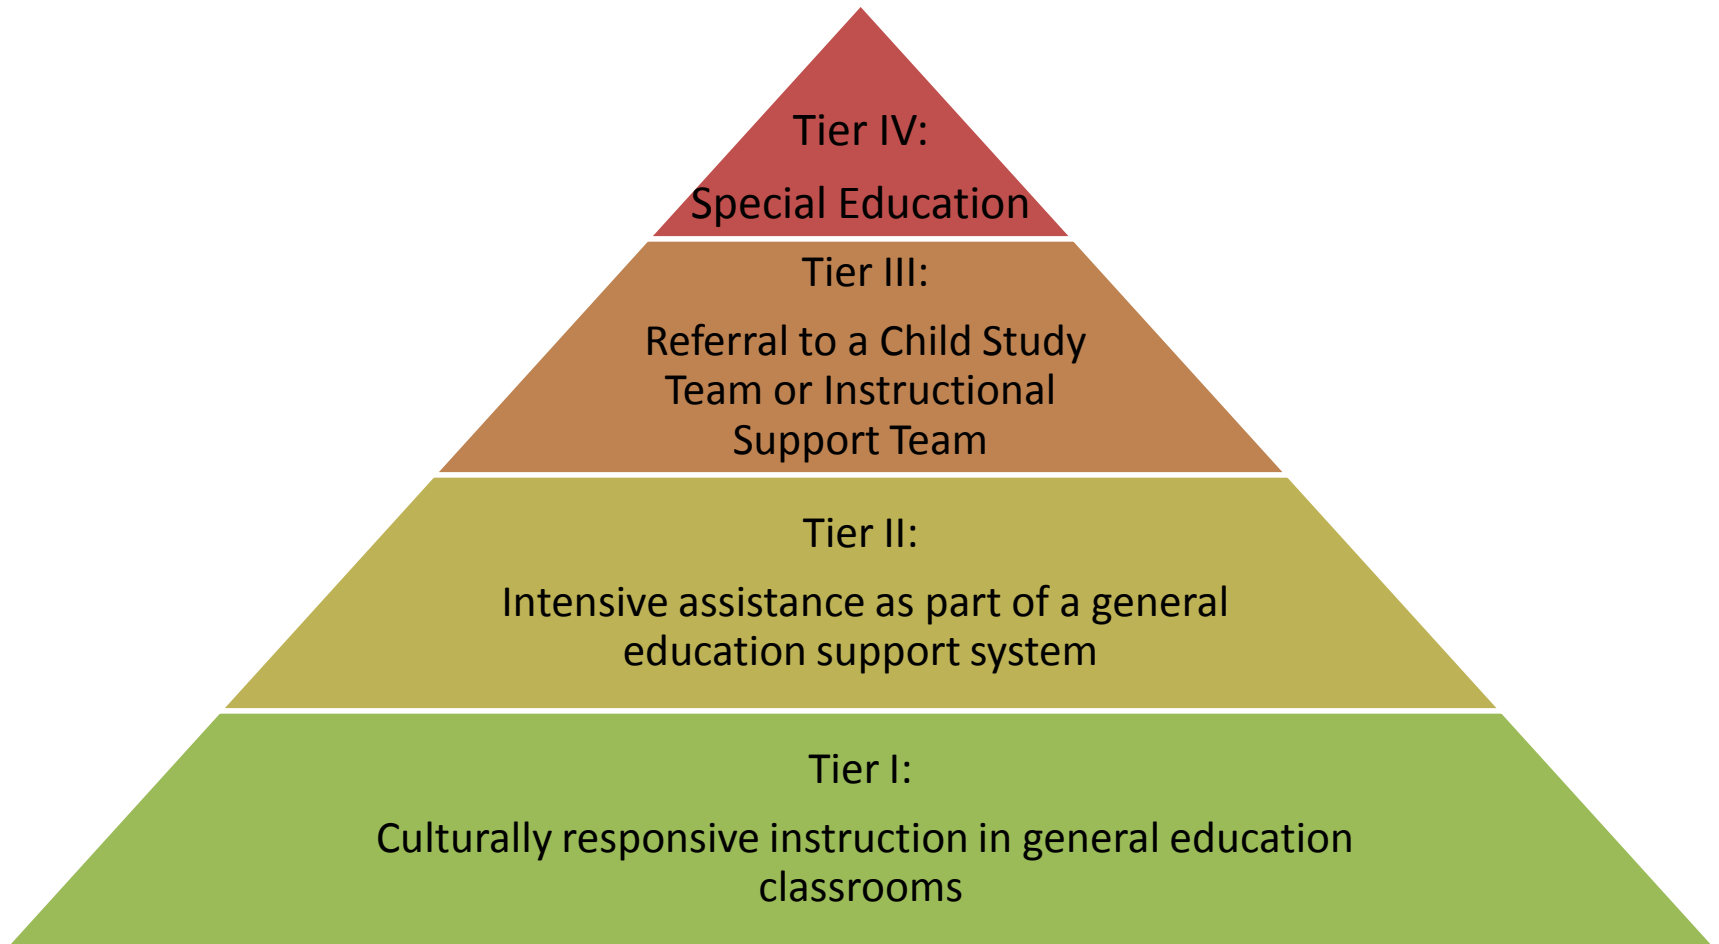 Tier IV:
Special Education
Tier III:
Referral to a Child Study
Team or Instructional
Support Team
Tier II:
Intensive assistance as part of a general
education support system
Tier I:
Culturally responsive instruction in general education
classrooms